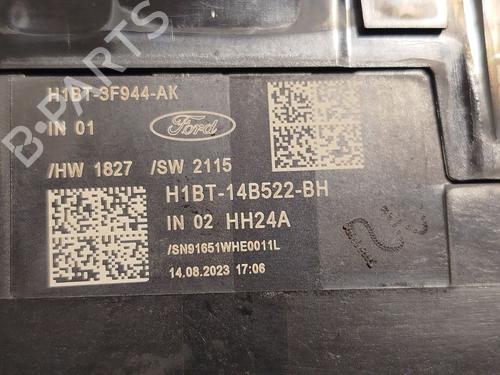 B-PARTS
H1BT-3F944-AK
IN 01
Ford
/HW 1827 /SW 2115
H1BT-14B522-BH
IN 02 HH24A
/SN91651WHE0011L
14.08.2023 17:06